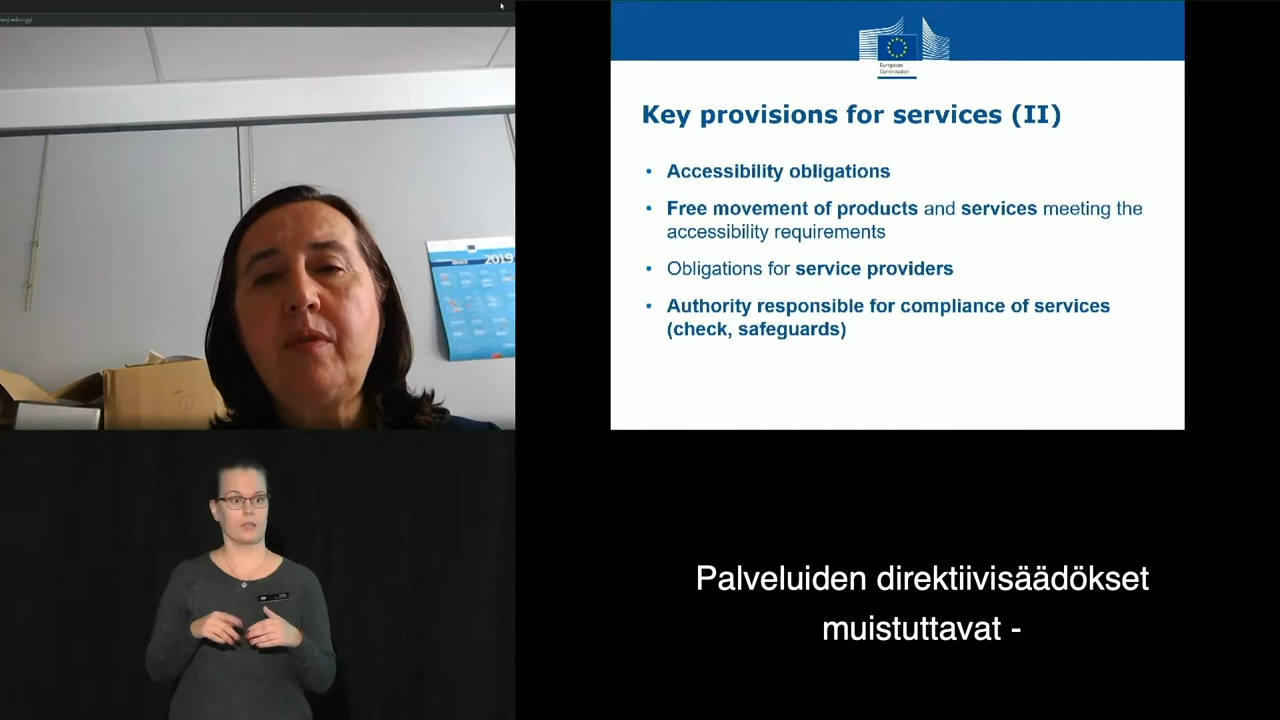 2019
European
Commission
Key provisions for services (II)
• Accessibility obligations
• Free movement of products and services meeting the
accessibility requirements
• Obligations for service providers
• Authority responsible for compliance of services
(check, safeguards)
Palveluiden direktiivisäädökset
muistuttavat -